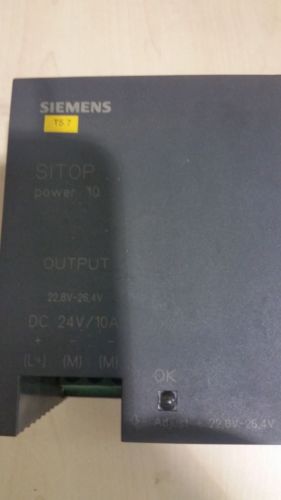 SIEMENS
TS 7
SITOP
power 10
OUTPUT
22,8V-26,4V
DC 24V/10A
+ - -
(L+) (M) (M)
OK
22,8V-26,4V